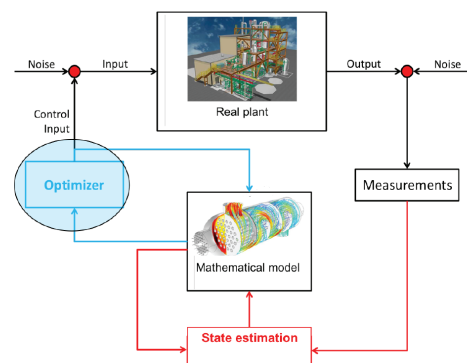 Noise
Input
Output
Noise
Real plant
Control
Input
Optimizer
Measurements
Mathematical model
State estimation